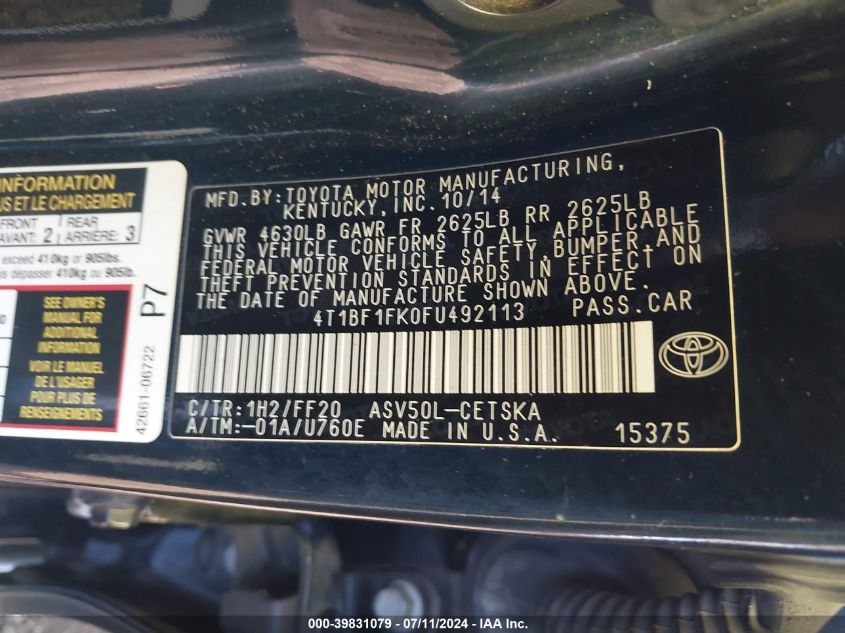 INFORMATION
US ET LE CHARGEMENT
FRONT
AVANT: 2
REAR
ARRIÈRE: 3
exceed 410kg or 905lbs.
is dépasser 410kg ou 905lb.
SEE OWNER'S
MANUAL FOR
ADDITIONAL
INFORMATION
VOIR LE MANUEL
DE L'USAGER
POUR PLUS DE
P7
42661-06722
MFD. BY: TOYOTA MOTOR MANUFACTURING,
KENTUCKY, INC. 10/14
GVWR 4630LB GAWR FR 2625LB RR 2625LB
THIS VEHICLE CONFORMS TO ALL APPLICABLE
FEDERAL MOTOR VEHICLE SAFETY, BUMPER, AND
THEFT PREVENTION STANDARDS IN EFFECT ON
THE DATE OF MANUFACTURE SHOWN ABOVE.
4T1BF1FK0FU492113 PASS. CAR
C/TR: 1H2/FF20 ASV50L-CETSKA
A/TM: -01A/U760E MADE IN U.S.A. 15375
000-39831079 - 07/11/2024 - IAA Inc.